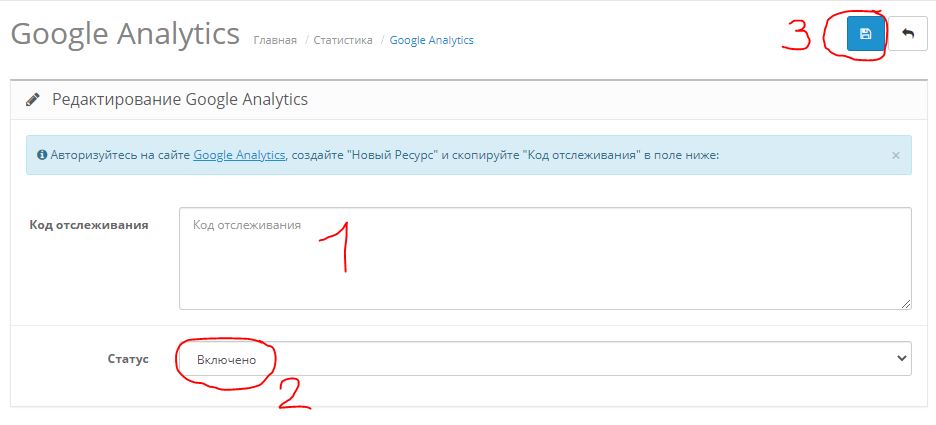 Google Analytics Главная / Статистика / Google Analytics 3
Редактирование Google Analytics
Авторизуйтесь на сайте Google Analytics, создайте "Новый Ресурс" и скопируйте "Код отслеживания" в поле ниже: ×
Код отслеживания Код отслеживания 1
Статус Включено
2